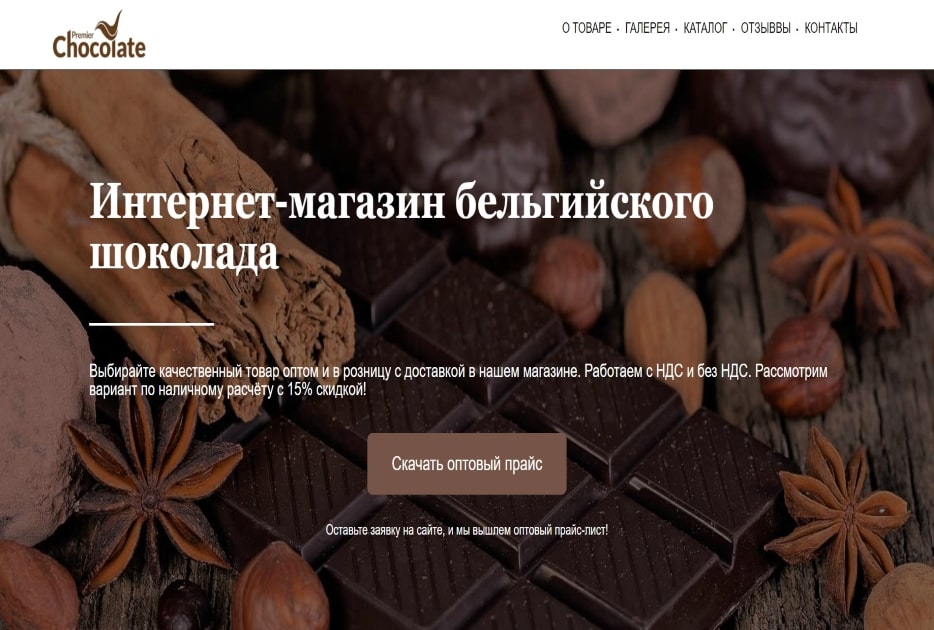 Premier
Chocolate
О ТОВАРЕ • ГАЛЕРЕЯ • КАТАЛОГ • ОТЗЫВВЫ • КОНТАКТЫ
Интернет-магазин бельгийского
шоколада
Выбирайте качественный товар оптом и в розницу с доставкой в нашем магазине. Работаем с НДС и без НДС. Рассмотрим
вариант по наличному расчёту с 15% скидкой!
Скачать оптовый прайс
Оставьте заявку на сайте, и мы вышлем оптовый прайс-лист!